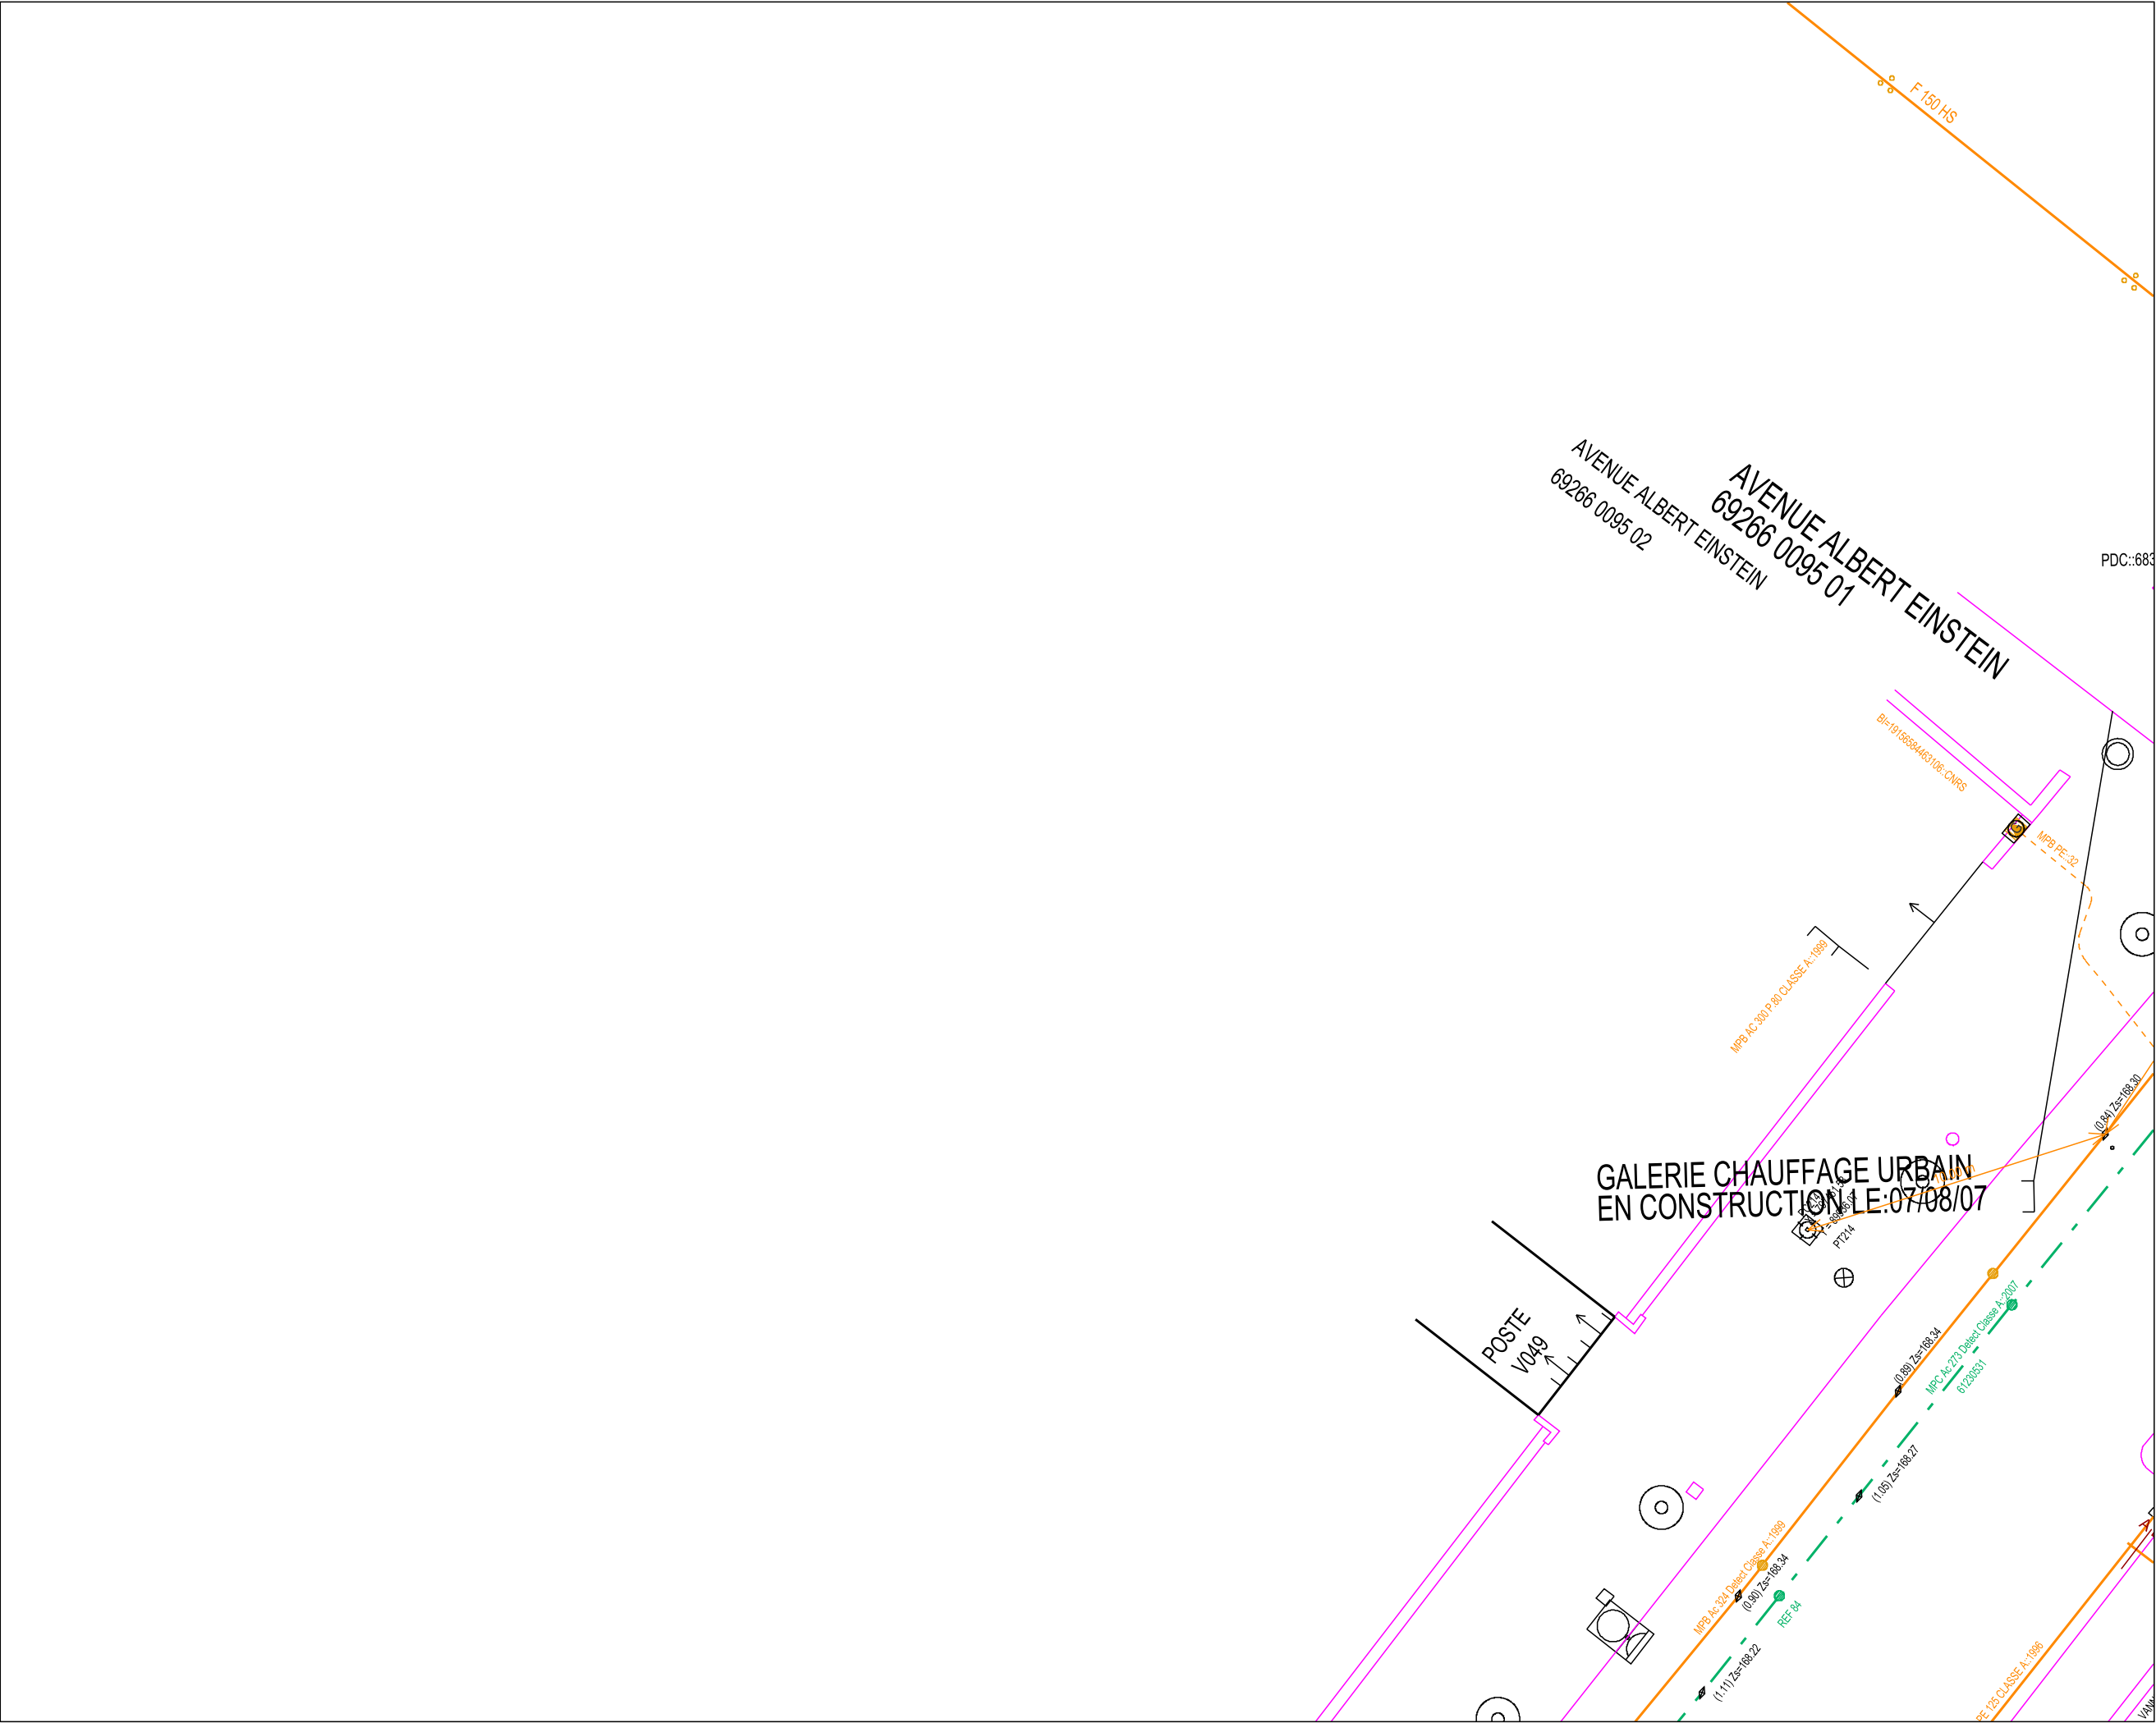 F 150 HS
AVENUE ALBERT EINSTEIN
69266 0095 02
AVENUE ALBERT EINSTEIN
69266 0095 01
PDC::683
BI=19156584463106::CNRS
MPB PE::32
MPB AC 300 P.80 CLASSE A::1999
(0.84) Zs=168.30
GALERIE CHAUFFAGE URBAIN
EN CONSTRUCTION LE:07/08/07
PT214
POSTE
V049
MPC Ac 273 Detect Classe A::2007
61230531
(0.89) Zs=168.34
(1.05) Zs=168.27
MPB Ac 324 Detect Classe A::1999
(0.90) Zs=168.34
REF 84
(1.11) Zs=168.22
PE 125 CLASSE A::1996
A